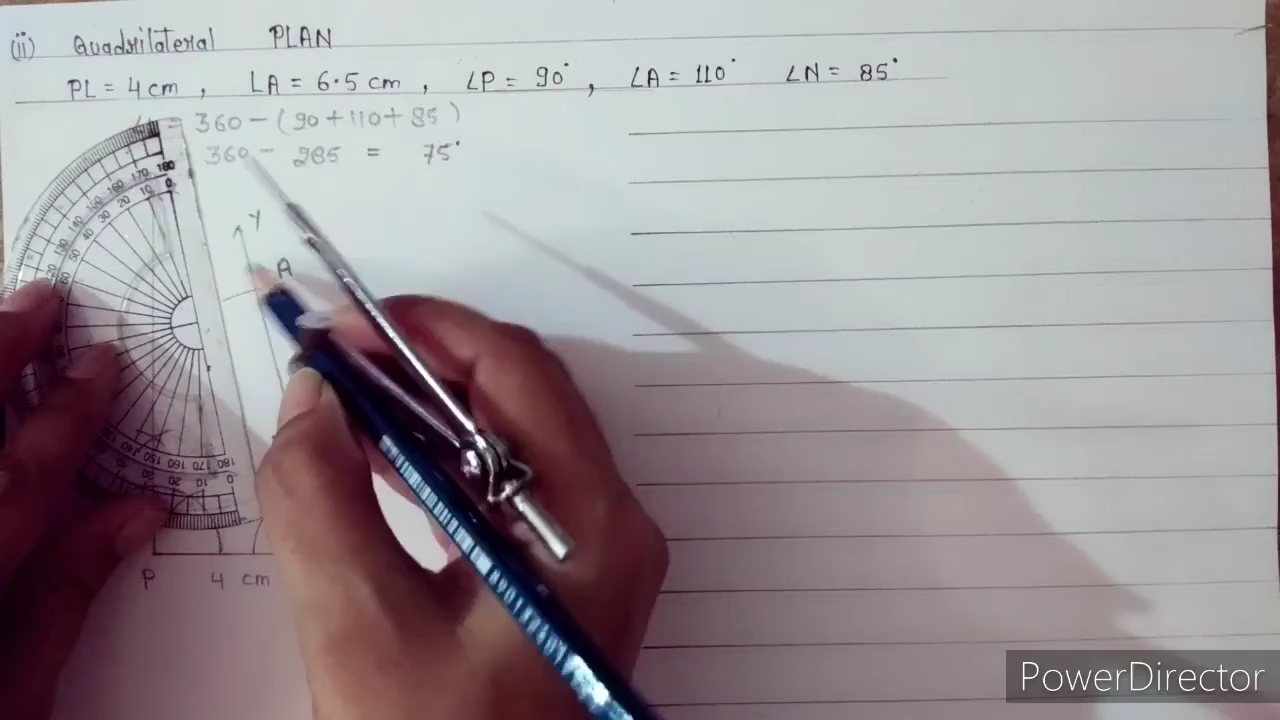 (ii) Quadrilateral PLAN
PL = 4 cm , LA = 6.5 cm , ∠P = 90° , ∠A = 110° ∠N = 85°
= 360 - (90 + 110 + 85)
360 - 285 = 75°
Y
A
P 4 cm
PowerDirector